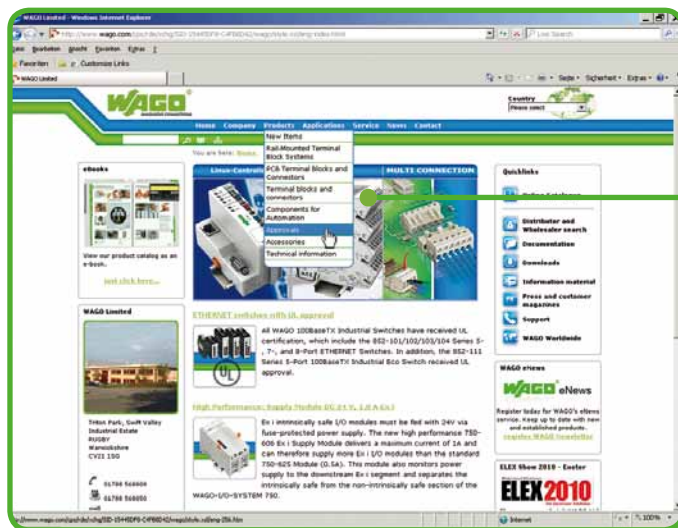 WAGO Limited - Windows Internet Explorer
Live Search
Favoriten
Customize Links
WAGO Limited
Seite
Sicherheit
Extras
WAGO
Country
Please select
Home Company Products Applications Service News Contact
You are here: Home
New Items
Rail-Mounted Terminal
Block Systems
PCB Terminal Blocks and
Connectors
Terminal blocks and
connectors
Components for
Automation
Approvals
Accessories
Technical information
eBooks
View our product catalog as an
e-book.
just click here...
WAGO Limited
Triton Park, Swift Valley
Industrial Estate
RUGBY
Warwickshire
CV21 1SG
01788 568008
01788 568050
MULTI CONNECTION
ETHERNET switches with UL approval
All WAGO 100BaseTX Industrial Switches have received UL
certification, which include the 852-101/102/103/104 Series 5-
, 7-, and 8-Port ETHERNET Switches. In addition, the 852-111
Series 5-Port 100BaseTX Industrial Eco Switch received UL
approval.
UL
High Performance: Supply Module DC 24 V, 1.0 A Ex i
Ex i intrinsically safe I/O modules must be fed with 24V via
fuse-protected power supply. The new high performance 750-
606 Ex i Supply Module delivers a maximum current of 1A and
can therefore supply more Ex i I/O modules than the standard
750-625 Module (0.5A). This module also monitors power
supply to the downstream Ex i segment and separates the
intrinsically safe from the non-intrinsically safe section of the
WAGO-I/O-SYSTEM 750.
Quicklinks
Distributor and
Wholesaler search
Documentation
Downloads
Information material
Press and customer
magazines
Support
WAGO Worldwide
WAGO eNews
WAGO eNews
Register today for WAGO's eNews
service. Keep up to date with new
and established products.
register WAGO Newsletter
ELEX Show 2010 - Exeter
ELEX2010
Internet
100%